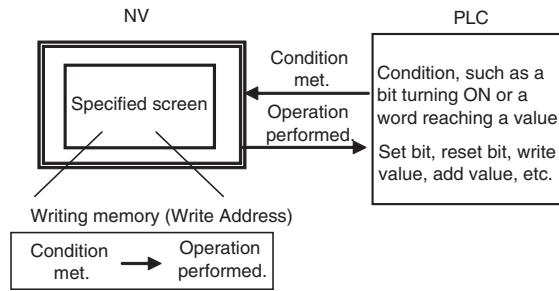 NV
PLC
Condition
met.
Specified screen
Operation
performed.
Condition, such as a
bit turning ON or a
word reaching a value
Set bit, reset bit, write
value, add value, etc.
Writing memory (Write Address)
Condition
met.
Operation
performed.